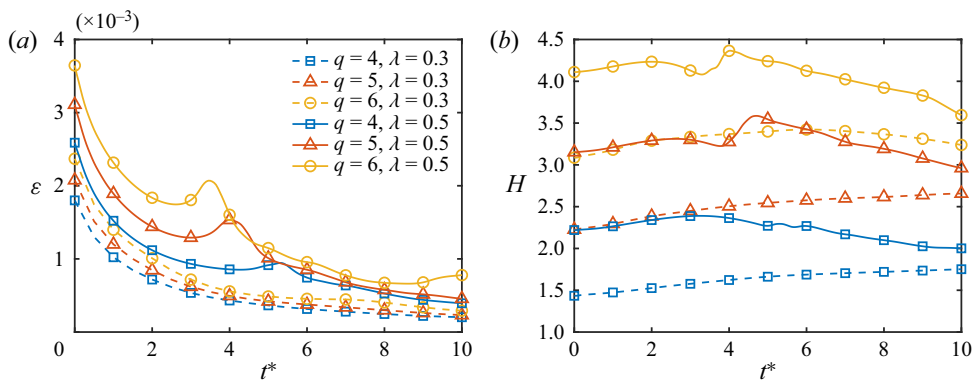 (×10⁻³)
(a)
4
3
2
1
ε
0
2
4
6
8
10
t*
q = 4, λ = 0.3
q = 5, λ = 0.3
q = 6, λ = 0.3
q = 4, λ = 0.5
q = 5, λ = 0.5
q = 6, λ = 0.5
(b)
4.5
4.0
3.5
3.0
2.5
2.0
1.5
1.0
H
0
2
4
6
8
10
t*